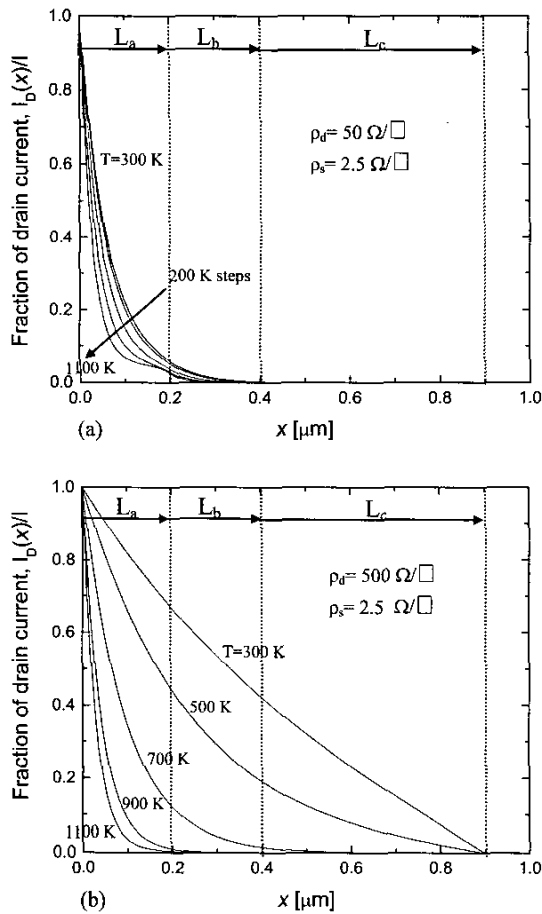 1.0
0.8
0.6
0.4
0.2
0.0
Fraction of drain current, I_D(x)/I
L_a L_b L_c
ρ_d= 50 Ω/□
ρ_s= 2.5 Ω/□
T=300 K
200 K steps
1100K
0.0 0.2 0.4 0.6 0.8 1.0
(a)
x [μm]
1.0
0.8
0.6
0.4
0.2
0.0
Fraction of drain current, I_D(x)/I
L_a L_b L_c
ρ_d= 500 Ω/□
ρ_s= 2.5 Ω/□
T=300 K
500 K
700 K
900 K
1100K
0.0 0.2 0.4 0.6 0.8 1.0
(b)
x [μm]